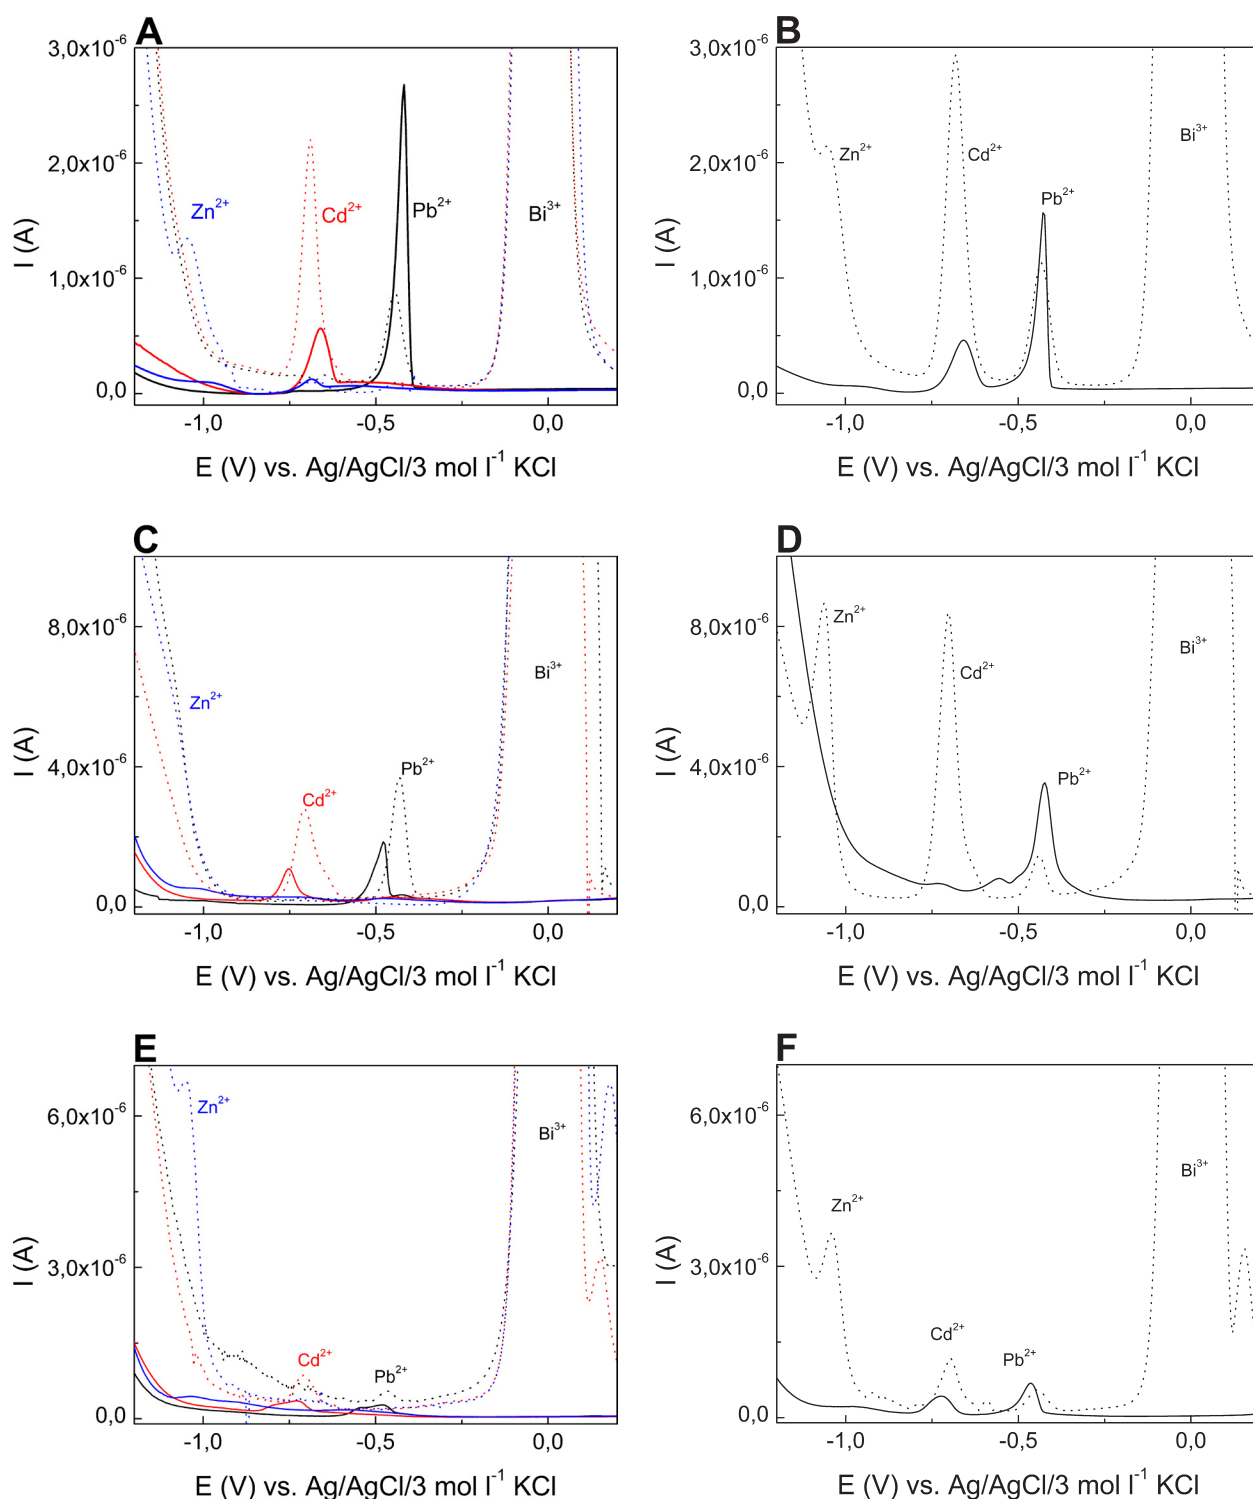 A
3,0x10⁻⁶
2,0x10⁻⁶
1,0x10⁻⁶
0,0
I (A)
Zn²⁺
Cd²⁺
Pb²⁺
Bi³⁺
-1,0 -0,5 0,0
E (V) vs. Ag/AgCl/3 mol l⁻¹ KCl
B
3,0x10⁻⁶
2,0x10⁻⁶
1,0x10⁻⁶
0,0
I (A)
Zn²⁺
Cd²⁺
Pb²⁺
Bi³⁺
-1,0 -0,5 0,0
E (V) vs. Ag/AgCl/3 mol l⁻¹ KCl
C
8,0x10⁻⁶
4,0x10⁻⁶
0,0
I (A)
Zn²⁺
Cd²⁺
Pb²⁺
Bi³⁺
-1,0 -0,5 0,0
E (V) vs. Ag/AgCl/3 mol l⁻¹ KCl
D
8,0x10⁻⁶
4,0x10⁻⁶
0,0
I (A)
Zn²⁺
Cd²⁺
Pb²⁺
Bi³⁺
-1,0 -0,5 0,0
E (V) vs. Ag/AgCl/3 mol l⁻¹ KCl
E
6,0x10⁻⁶
3,0x10⁻⁶
0,0
I (A)
Zn²⁺
Cd²⁺
Pb²⁺
Bi³⁺
-1,0 -0,5 0,0
E (V) vs. Ag/AgCl/3 mol l⁻¹ KCl
F
6,0x10⁻⁶
3,0x10⁻⁶
0,0
I (A)
Zn²⁺
Cd²⁺
Pb²⁺
Bi³⁺
-1,0 -0,5 0,0
E (V) vs. Ag/AgCl/3 mol l⁻¹ KCl